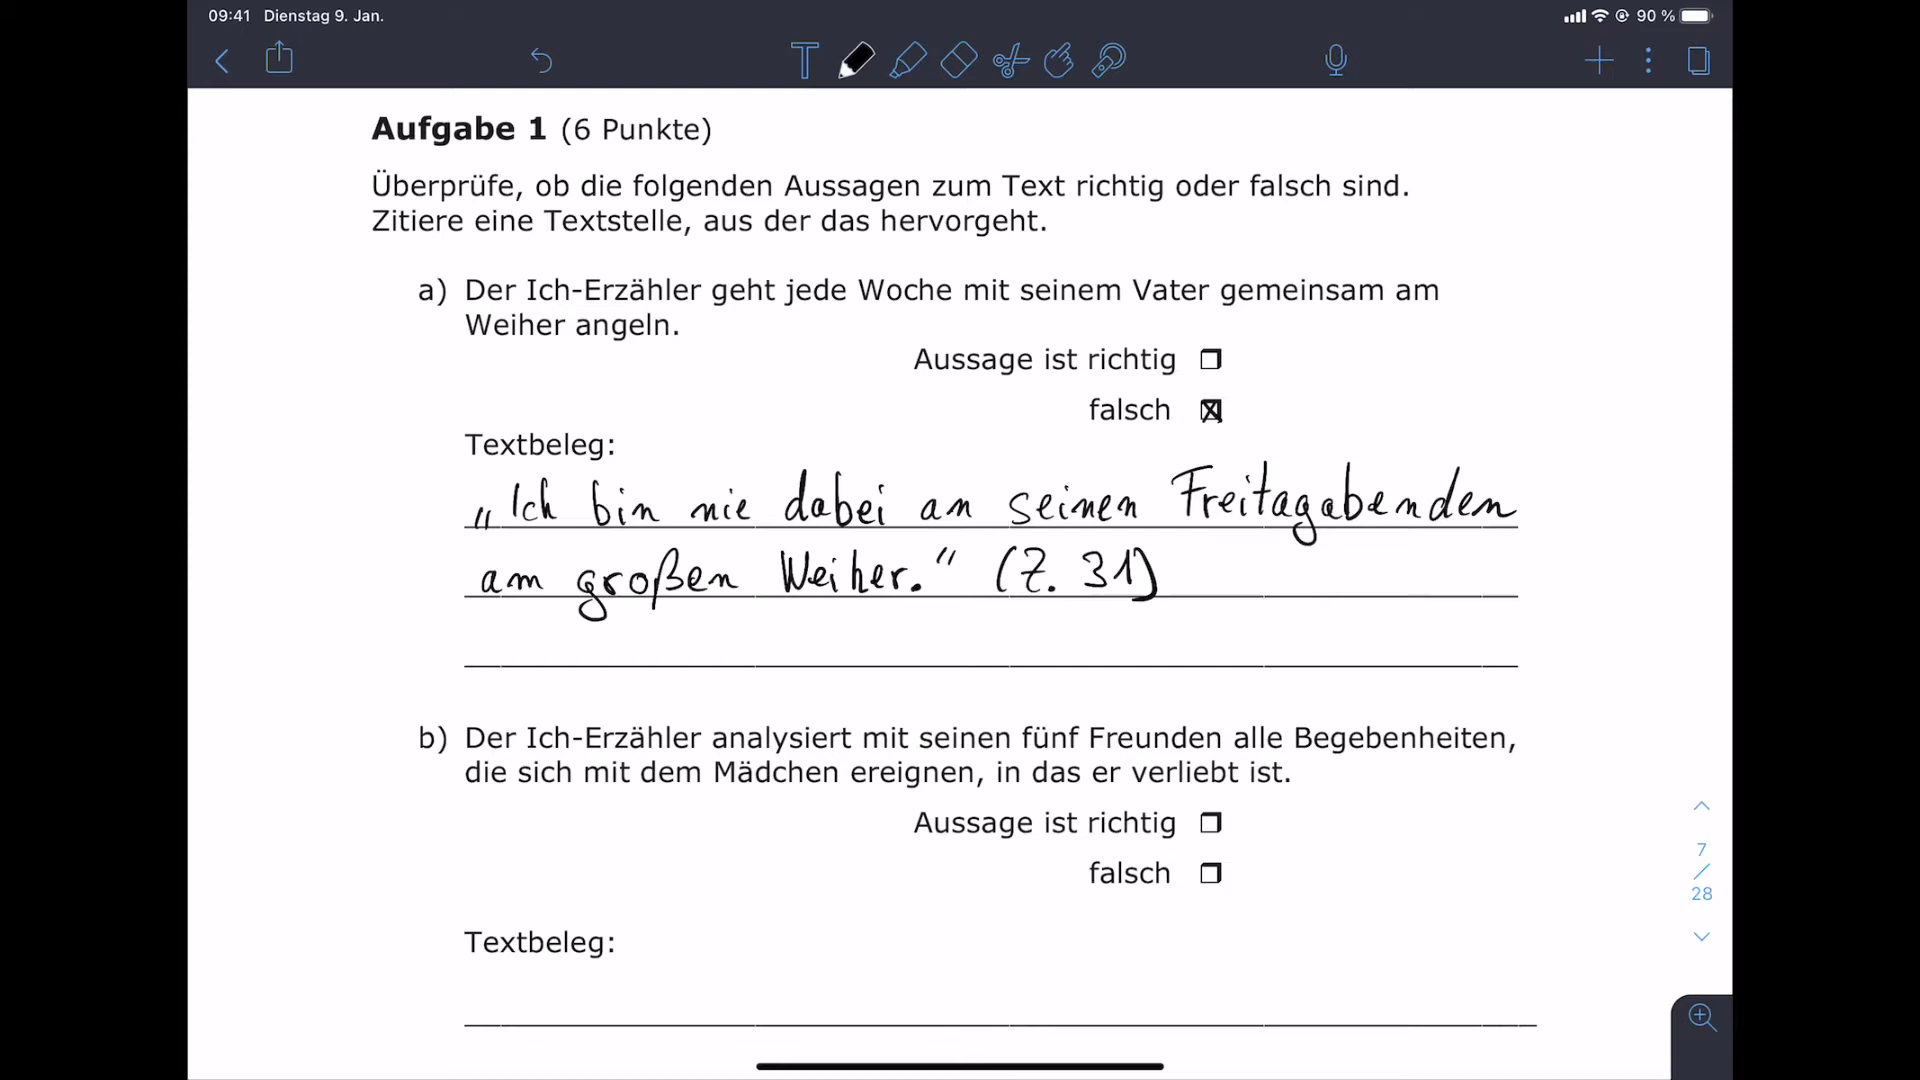 09:41 Dienstag 9. Jan. 90 %
Aufgabe 1 (6 Punkte)
Überprüfe, ob die folgenden Aussagen zum Text richtig oder falsch sind.
Zitiere eine Textstelle, aus der das hervorgeht.
a) Der Ich-Erzähler geht jede Woche mit seinem Vater gemeinsam am
Weiher angeln.
Aussage ist richtig
falsch
Textbeleg:
„Ich bin nie dabei an seinen Freitagabenden
am großen Weiher.“ (Z. 31)
b) Der Ich-Erzähler analysiert mit seinen fünf Freunden alle Begebenheiten,
die sich mit dem Mädchen ereignen, in das er verliebt ist.
Aussage ist richtig
falsch
Textbeleg:
7
/
28